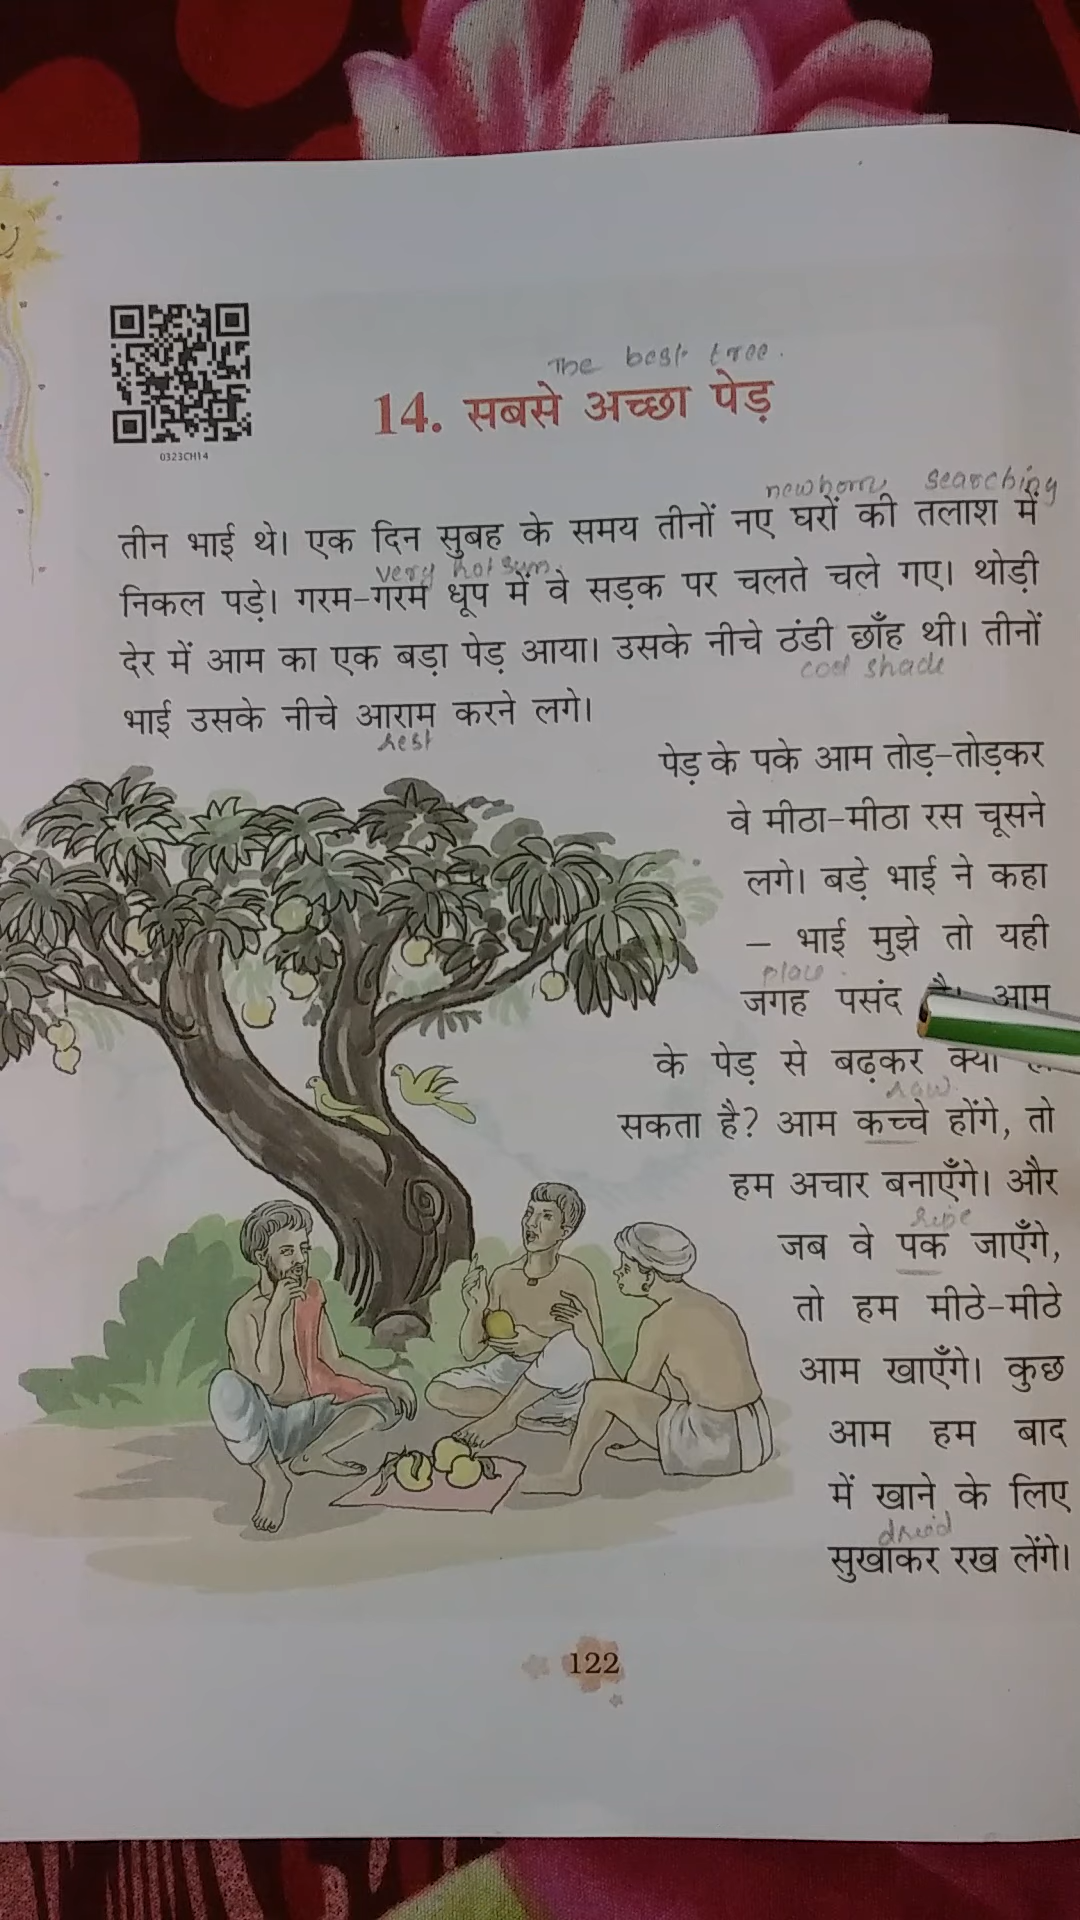 0323CH14
The best tree.
14. सबसे अच्छा पेड़
searching
तीन भाई थे। एक दिन सुबह के समय तीनों नए घरों की तलाश में
very hot sun.
निकल पड़े। गरम-गरम धूप में वे सड़क पर चलते चले गए। थोड़ी
देर में आम का एक बड़ा पेड़ आया। उसके नीचे ठंडी छाँह थी। तीनों
cool shade
भाई उसके नीचे आराम करने लगे।
rest
पेड़ के पके आम तोड़-तोड़कर
वे मीठा-मीठा रस चूसने
लगे। बड़े भाई ने कहा
– भाई मुझे तो यही
place.
जगह पसंद है। आम
के पेड़ से बढ़कर क्या
raw.
सकता है? आम कच्चे होंगे, तो
हम अचार बनाएँगे। और
ripe
जब वे पक जाएँगे,
तो हम मीठे-मीठे
आम खाएँगे। कुछ
आम हम बाद
में खाने के लिए
dried
सुखाकर रख लेंगे।
122